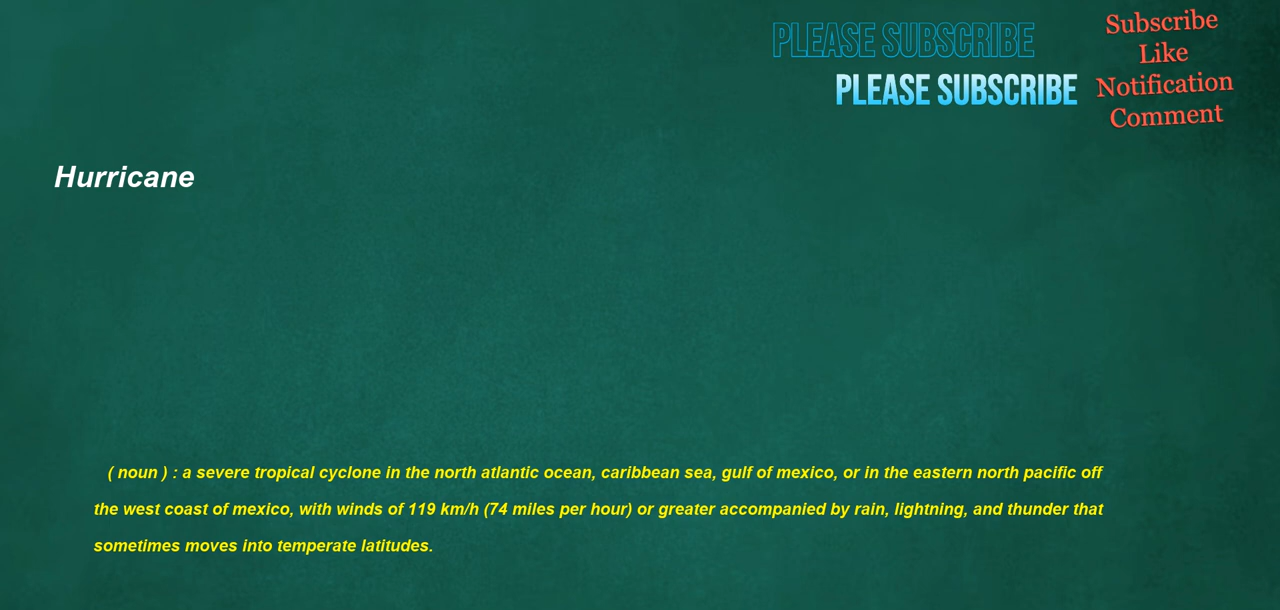 PLEASE SUBSCRIBE
PLEASE SUBSCRIBE
Subscribe
Like
Notification
Comment
Hurricane
( noun ) : a severe tropical cyclone in the north atlantic ocean, caribbean sea, gulf of mexico, or in the eastern north pacific off
the west coast of mexico, with winds of 119 km/h (74 miles per hour) or greater accompanied by rain, lightning, and thunder that
sometimes moves into temperate latitudes.